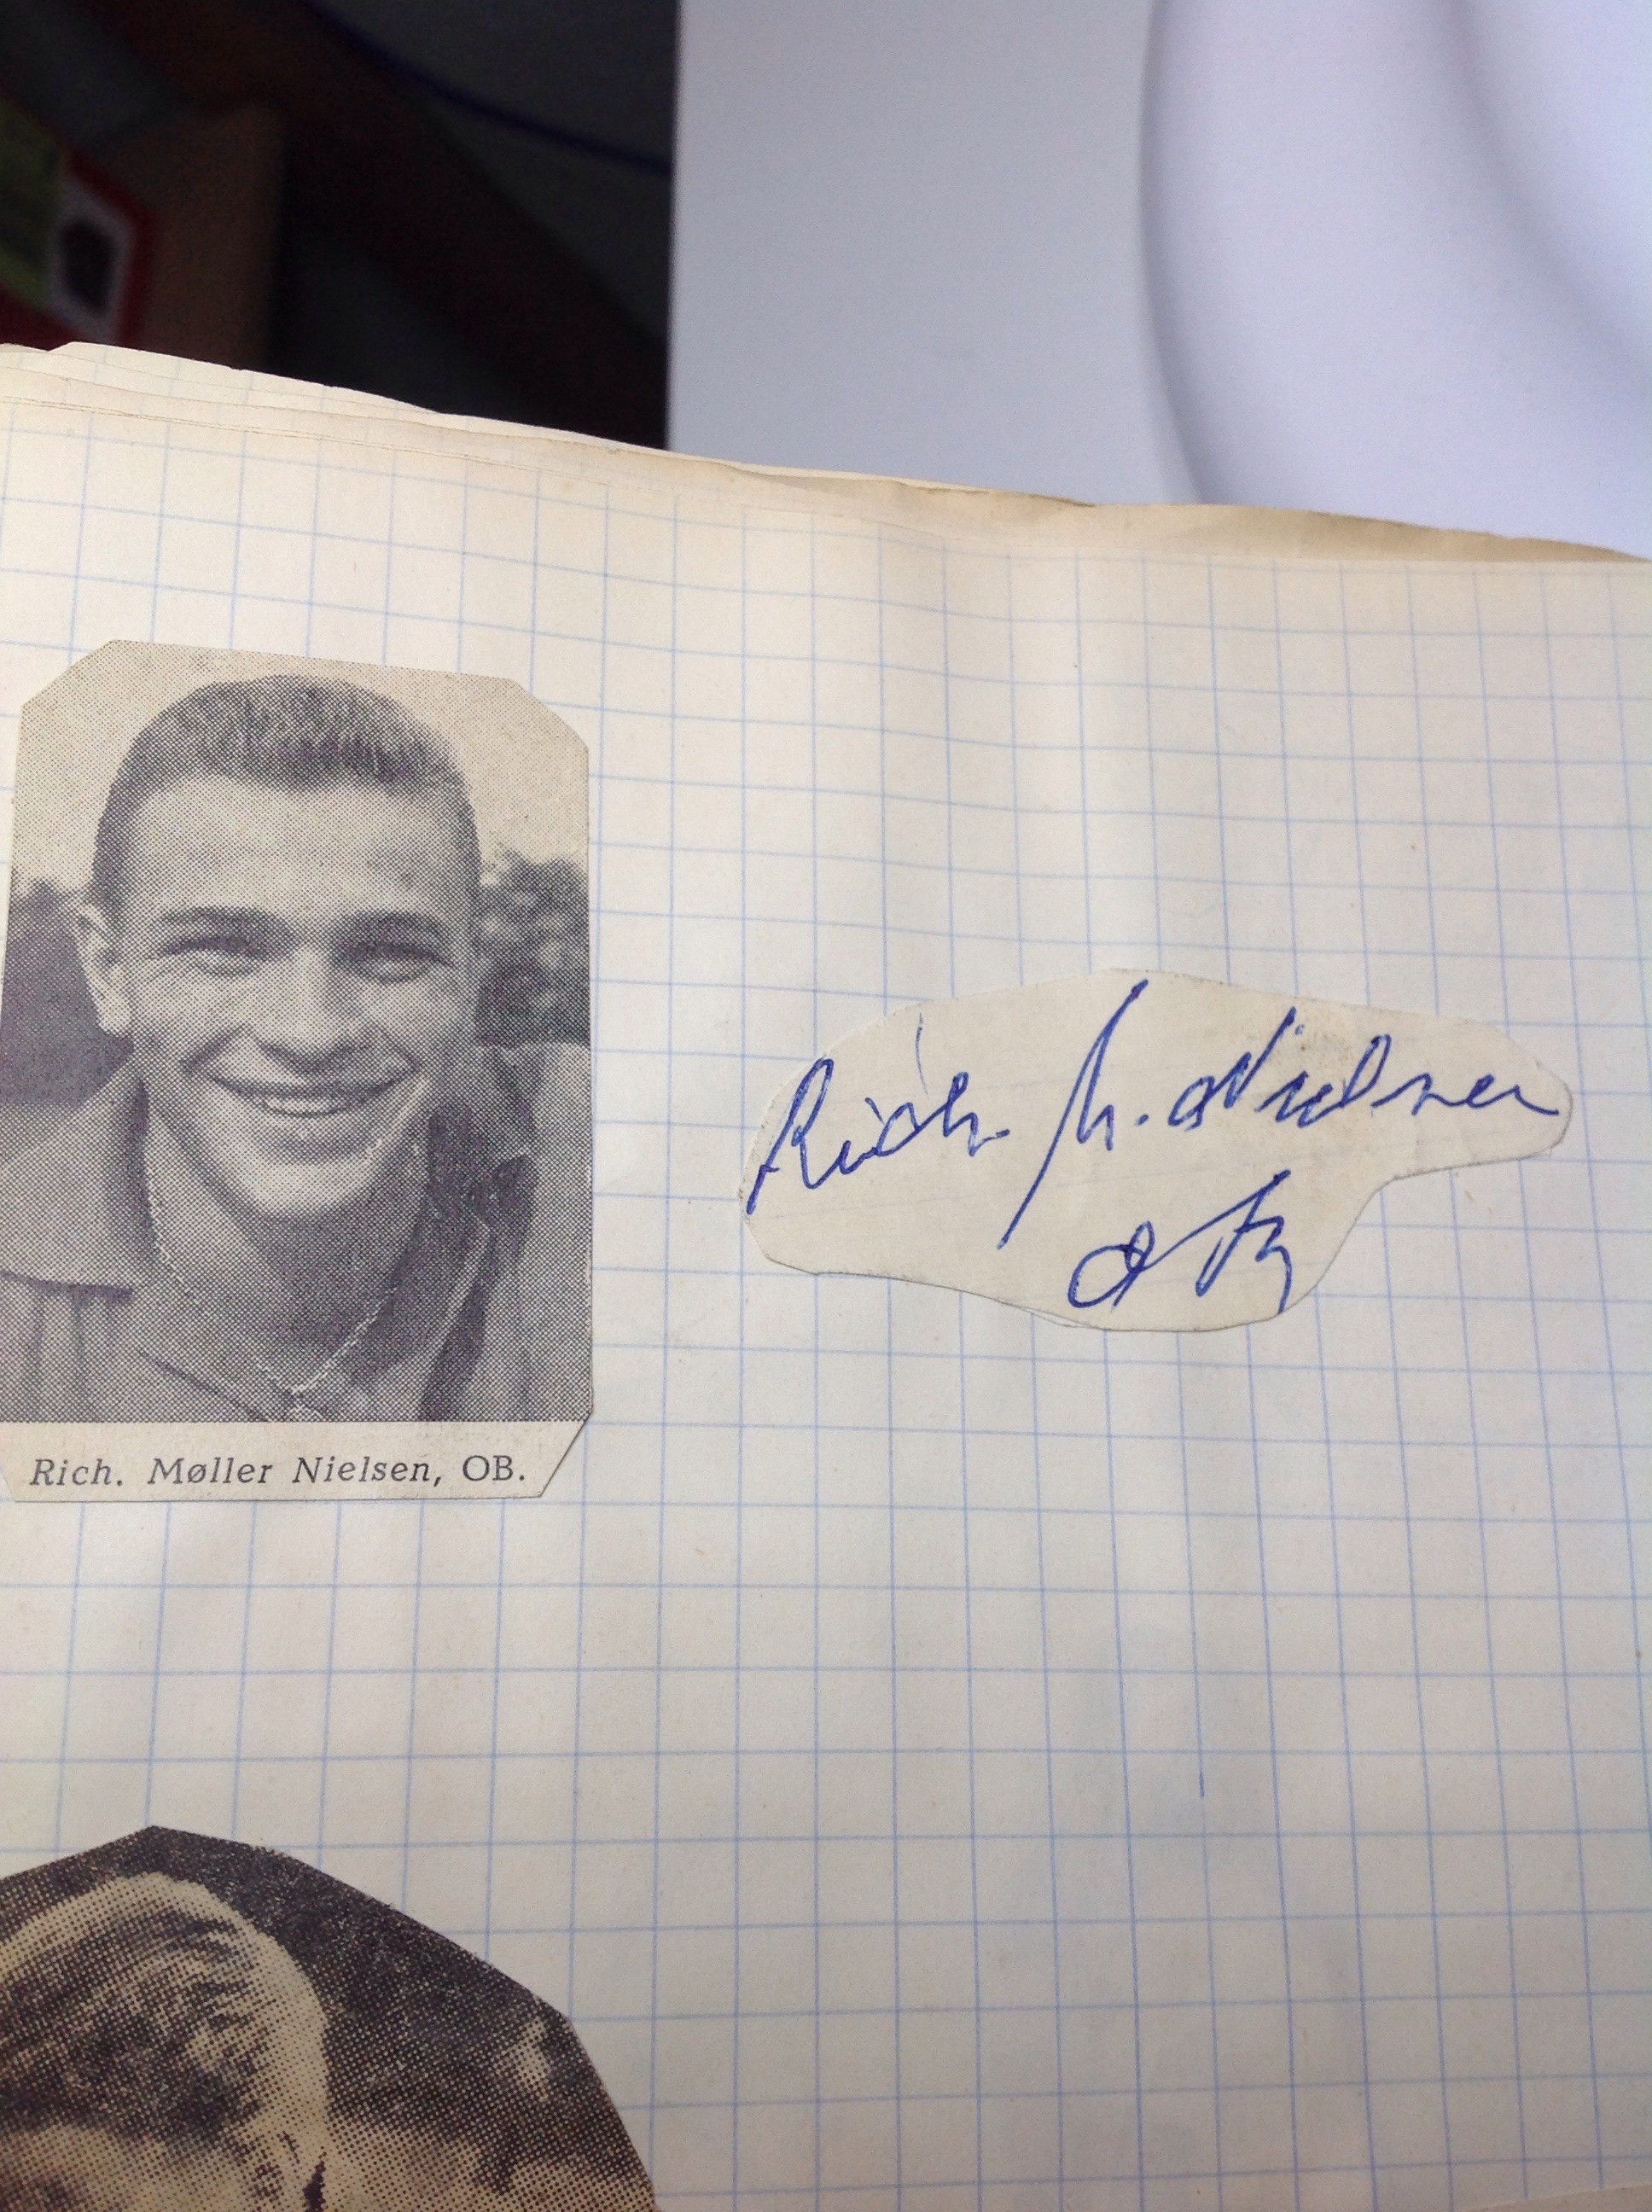 Rich. M. Nielsen
OB
Rich. Møller Nielsen, OB.